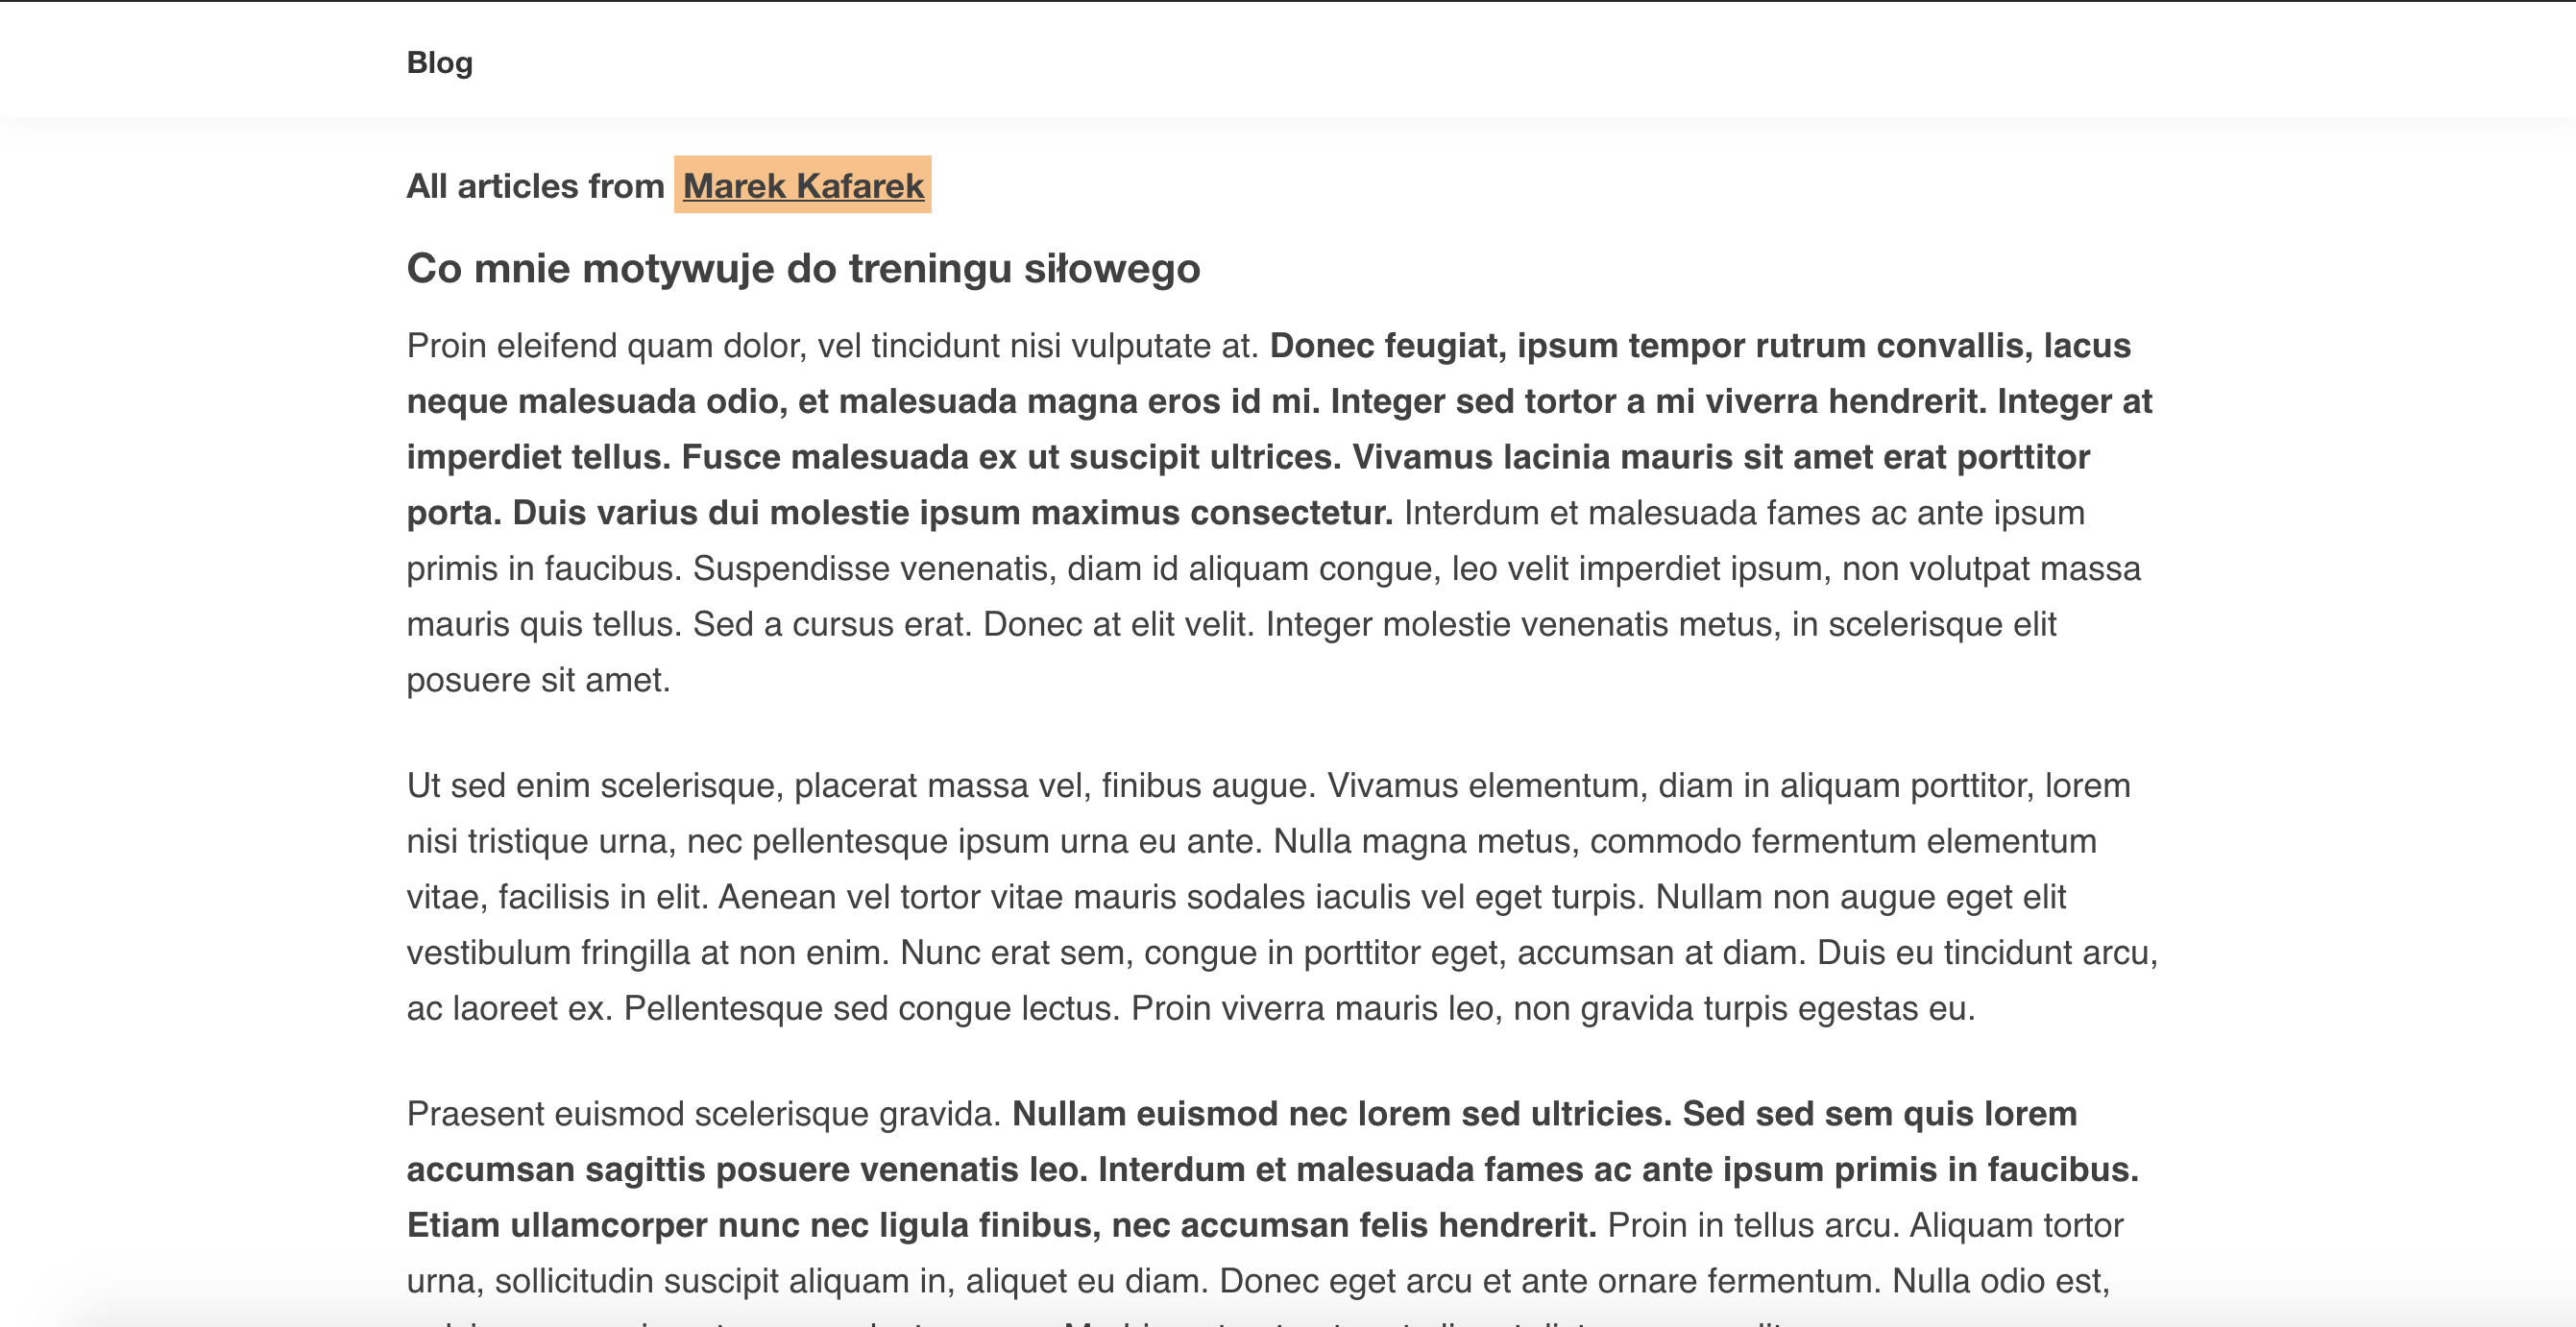 Blog
All articles from Marek Kafarek
Co mnie motywuje do treningu siłowego
Proin eleifend quam dolor, vel tincidunt nisi vulputate at. Donec feugiat, ipsum tempor rutrum convallis, lacus
neque malesuada odio, et malesuada magna eros id mi. Integer sed tortor a mi viverra hendrerit. Integer at
imperdiet tellus. Fusce malesuada ex ut suscipit ultrices. Vivamus lacinia mauris sit amet erat porttitor
porta. Duis varius dui molestie ipsum maximus consectetur. Interdum et malesuada fames ac ante ipsum
primis in faucibus. Suspendisse venenatis, diam id aliquam congue, leo velit imperdiet ipsum, non volutpat massa
mauris quis tellus. Sed a cursus erat. Donec at elit velit. Integer molestie venenatis metus, in scelerisque elit
posuere sit amet.
Ut sed enim scelerisque, placerat massa vel, finibus augue. Vivamus elementum, diam in aliquam porttitor, lorem
nisi tristique urna, nec pellentesque ipsum urna eu ante. Nulla magna metus, commodo fermentum elementum
vitae, facilisis in elit. Aenean vel tortor vitae mauris sodales iaculis vel eget turpis. Nullam non augue eget elit
vestibulum fringilla at non enim. Nunc erat sem, congue in porttitor eget, accumsan at diam. Duis eu tincidunt arcu,
ac laoreet ex. Pellentesque sed congue lectus. Proin viverra mauris leo, non gravida turpis egestas eu.
Praesent euismod scelerisque gravida. Nullam euismod nec lorem sed ultricies. Sed sed sem quis lorem
accumsan sagittis posuere venenatis leo. Interdum et malesuada fames ac ante ipsum primis in faucibus.
Etiam ullamcorper nunc nec ligula finibus, nec accumsan felis hendrerit. Proin in tellus arcu. Aliquam tortor
urna, sollicitudin suscipit aliquam in, aliquet eu diam. Donec eget arcu et ante ornare fermentum. Nulla odio est,